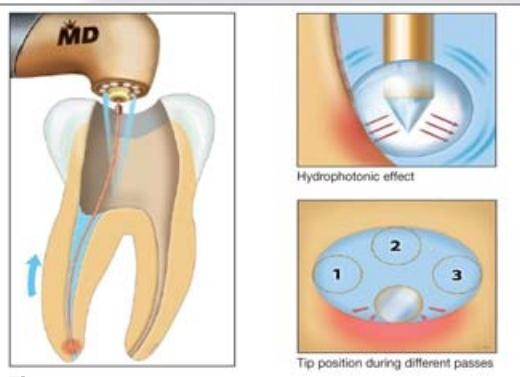 MD
Hydrophotonic effect
1
2
3
Tip position during different passes